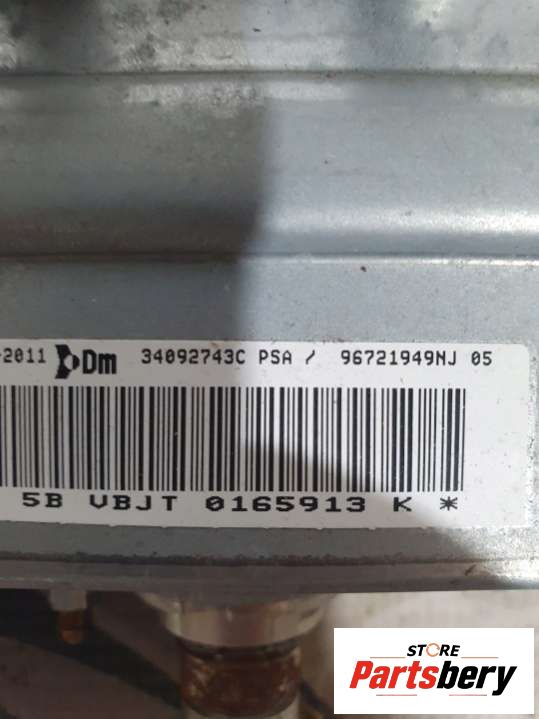 -2011 Dm 34092743C PSA / 96721949NJ 05
5B VBJT 0165913 K *
STORE
Partsbery